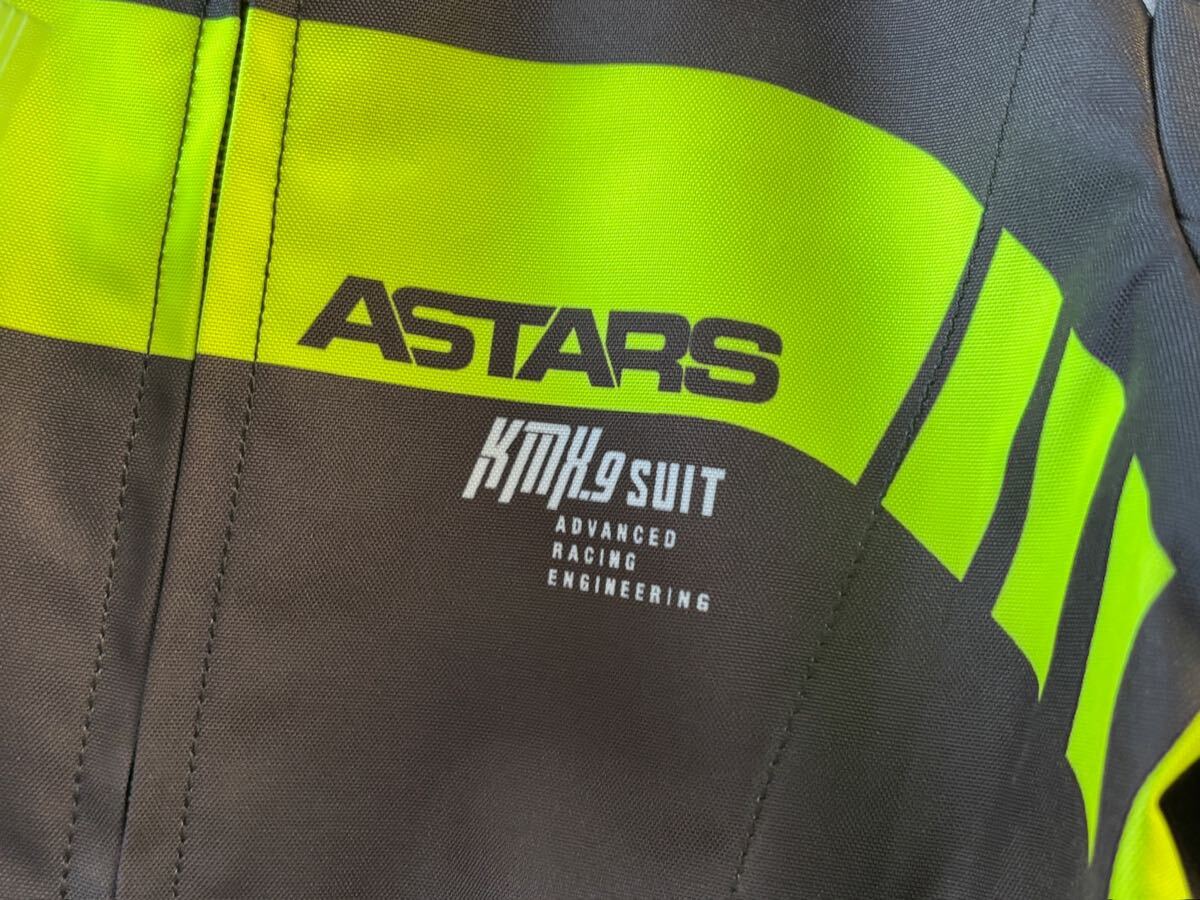 ASTARS
KMX.9 SUIT
ADVANCED
RACING
ENGINEERING